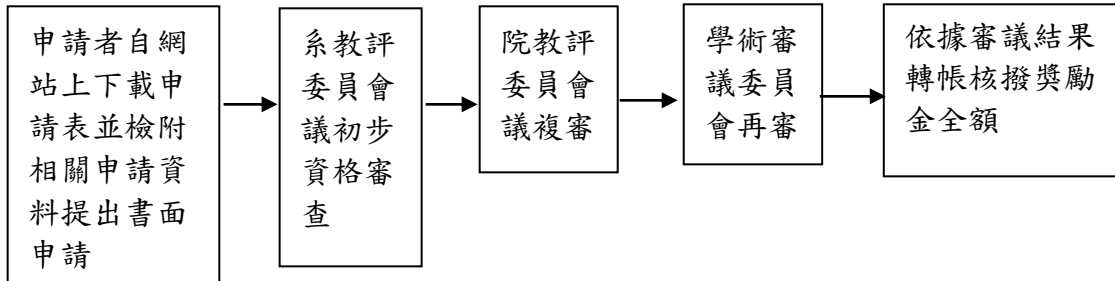 申請者自網
站上下載申
請表並檢附
相關申請資
料提出書面
申請
系教評
委員會
議初步
資格審
查
院教評
委員會
議複審
學術審
議委員
會再審
依據審議結果
轉帳核撥獎勵
金全額